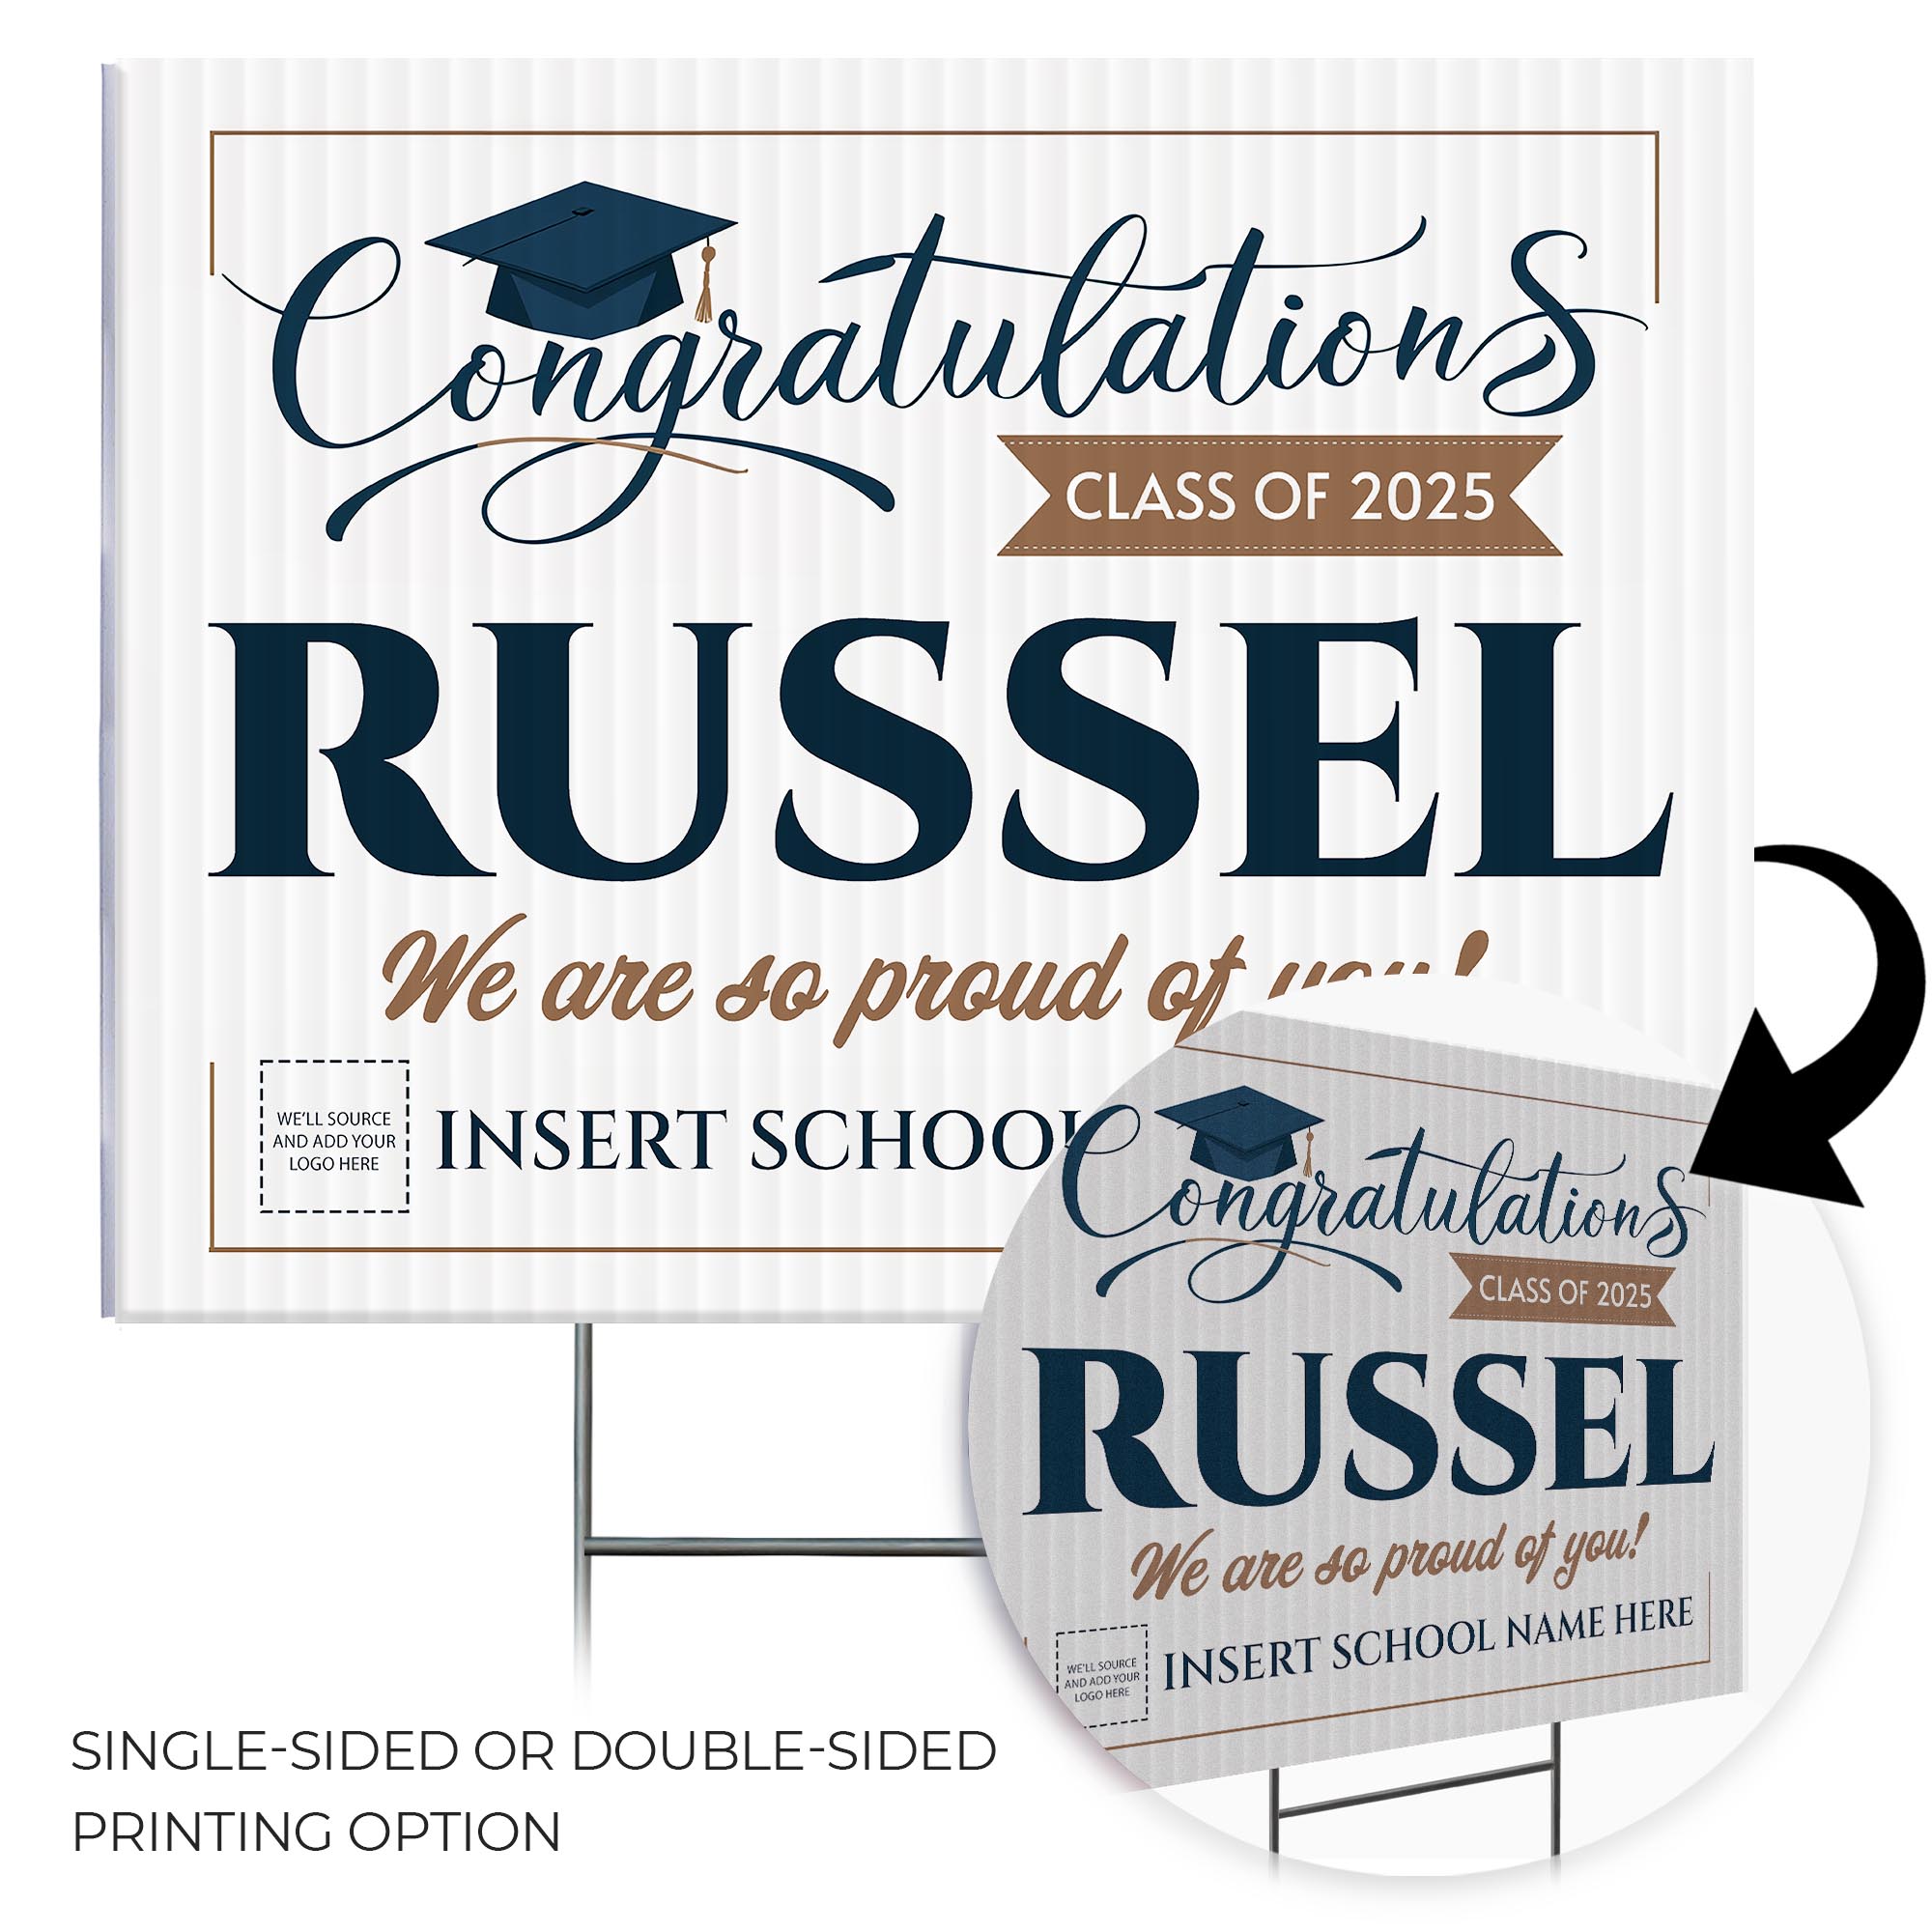 Congratulations
CLASS OF 2025
RUSSEL
We are so proud of you!
WE'LL SOURCE
AND ADD YOUR
LOGO HERE
INSERT SCHOOL
Congratulations
CLASS OF 2025
RUSSEL
We are so proud of you!
WE'LL SOURCE
AND ADD YOUR
LOGO HERE
INSERT SCHOOL NAME HERE
SINGLE-SIDED OR DOUBLE-SIDED
PRINTING OPTION